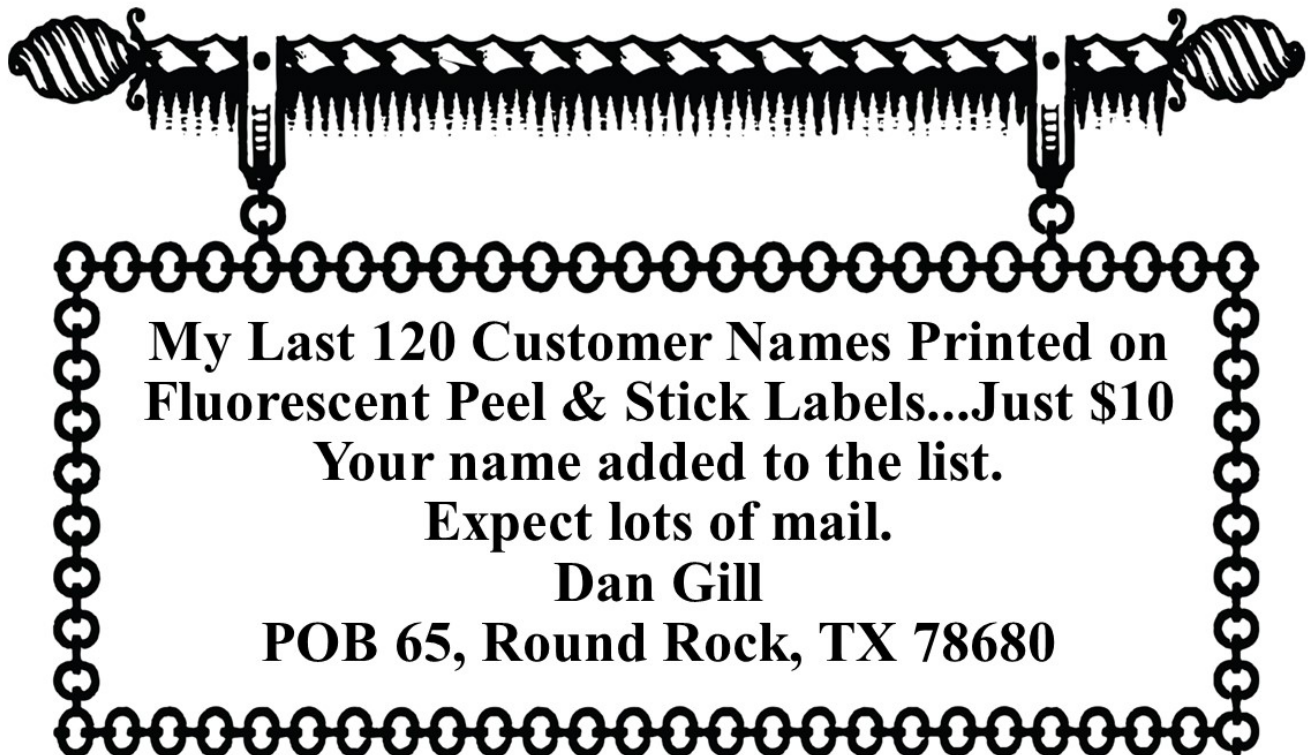 My Last 120 Customer Names Printed on
Fluorescent Peel & Stick Labels...Just $10
Your name added to the list.
Expect lots of mail.
Dan Gill
POB 65, Round Rock, TX 78680